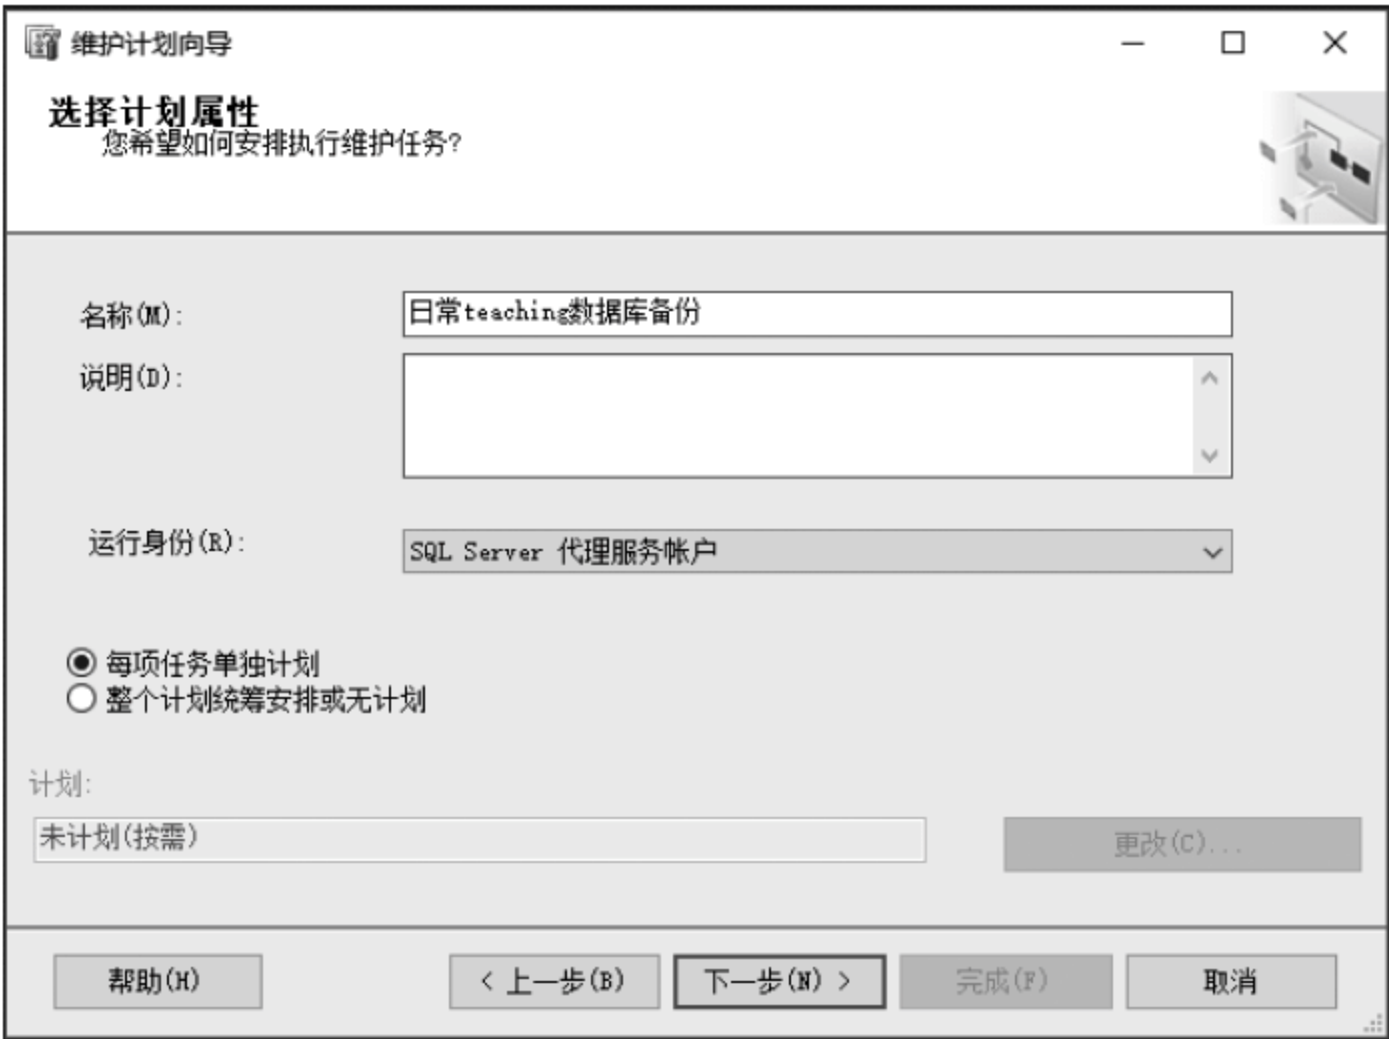 维护计划向导
选择计划属性
您希望如何安排执行维护任务?
名称(M):
日常teaching数据库备份
说明(D):
运行身份(R):
SQL Server 代理服务帐户
每项任务单独计划
整个计划统筹安排或无计划
计划:
未计划(按需)
更改(C)...
帮助(H)
< 上一步(B)
下一步(N) >
完成(F)
取消